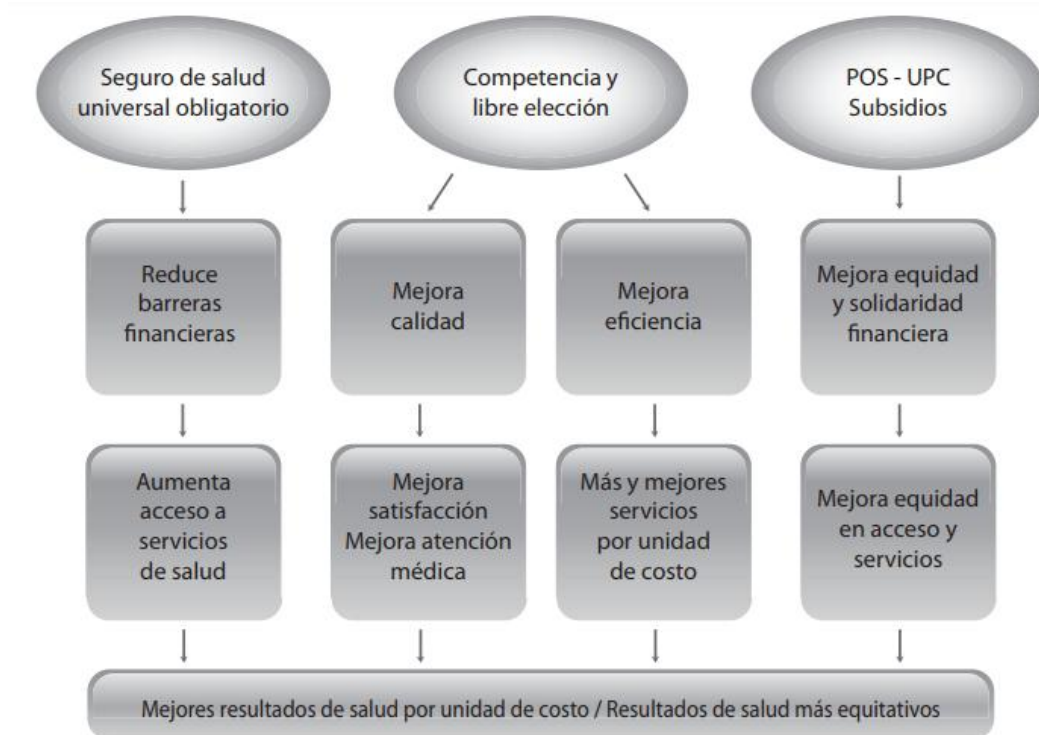 Seguro de salud
universal obligatorio
Competencia y
libre elección
POS - UPC
Subsidios
Reduce
barreras
financieras
Mejora
calidad
Mejora
eficiencia
Mejora equidad
y solidaridad
financiera
Aumenta
acceso a
servicios
de salud
Mejora
satisfacción
Mejora atención
médica
Más y mejores
servicios
por unidad
de costo
Mejora equidad
en acceso y
servicios
Mejores resultados de salud por unidad de costo / Resultados de salud más equitativos